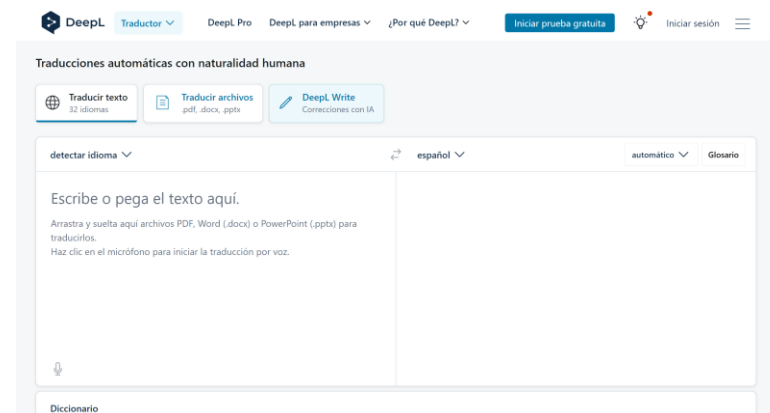 DeepL Traductor DeepL Pro DeepL para empresas ¿Por qué DeepL? Iniciar prueba gratuita Iniciar sesión
Traducciones automáticas con naturalidad humana
Traducir texto
32 idiomas
Traducir archivos
.pdf, .docx, .pptx
DeepL Write
Correcciones con IA
detectar idioma español automático Glosario
Escribe o pega el texto aquí.
Arrastra y suelta aquí archivos PDF, Word (.docx) o PowerPoint (.pptx) para
traducirlos.
Haz clic en el micrófono para iniciar la traducción por voz.
Diccionario